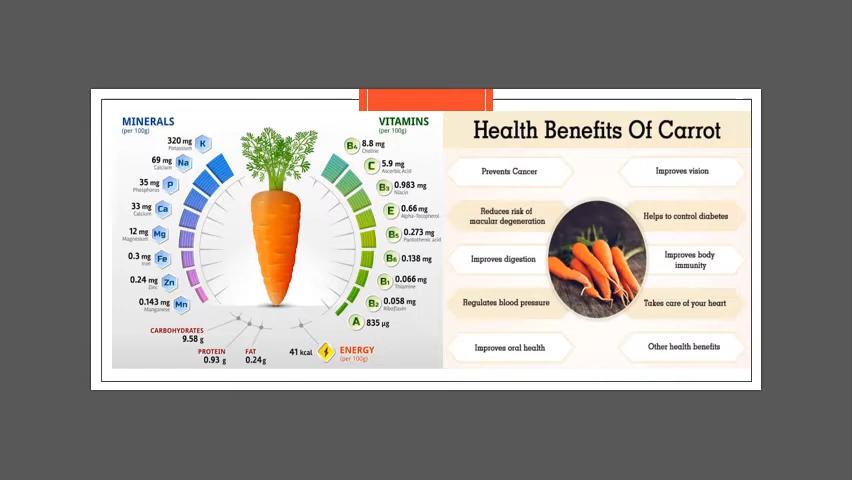 MINERALS
(per 100g)
320 mg
Potassium
K
69 mg
Calcium
Na
35 mg
Phosphorus
P
33 mg
Calcium
Ca
12 mg
Magnesium
Mg
0.3 mg
Iron
Fe
0.24 mg
Zinc
Zn
0.143 mg
Manganese
Mn
CARBOHYDRATES
9.58 g
PROTEIN
0.93 g
FAT
0.24g
41 kcal
ENERGY
(per 100g)
VITAMINS
(per 100g)
B4 8.8 mg
Choline
C 5.9 mg
Ascorbic Acid
B3 0.983 mg
Niacin
E 0.66 mg
Alpha-Tocopherol
B5 0.273 mg
Pantothenic acid
B6 0.138 mg
B1 0.066 mg
Thiamine
B2 0.058 mg
Riboflavin
A 835 µg
Health Benefits Of Carrot
Prevents Cancer
Reduces risk of
macular degeneration
Improves digestion
Regulates blood pressure
Improves oral health
Improves vision
Helps to control diabetes
Improves body
immunity
Takes care of your heart
Other health benefits